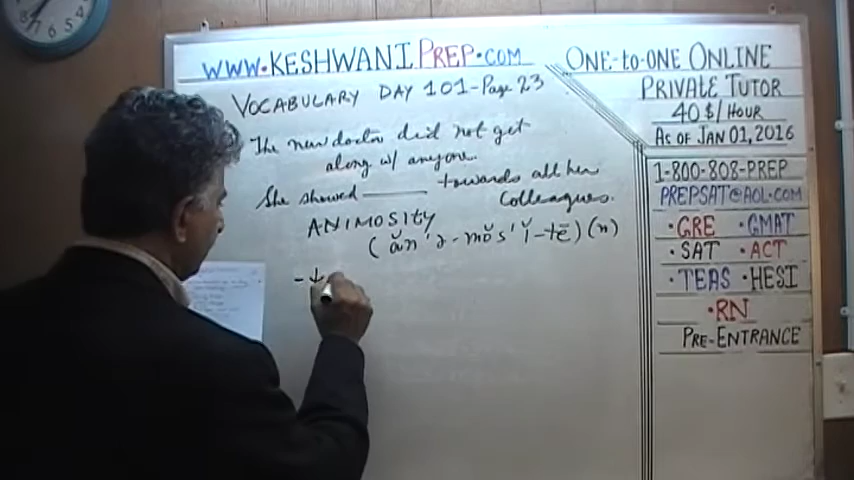 WWW.KESHWANIPREP.COM
VOCABULARY DAY 101-Page 23
The new doctor did not get
along w/ anyone.
She showed ______ towards all her
colleagues.
ANIMOSITY
(ăn'ə-mŏs'ĭ-tē) (n)
ONE-to-ONE ONLINE
PRIVATE TUTOR
40 $/HOUR
AS OF JAN 01, 2016
1-800-808-PREP
PREPSAT@AOL.COM
•GRE •GMAT
•SAT •ACT
•TEAS •HESI
•RN
PRE-ENTRANCE